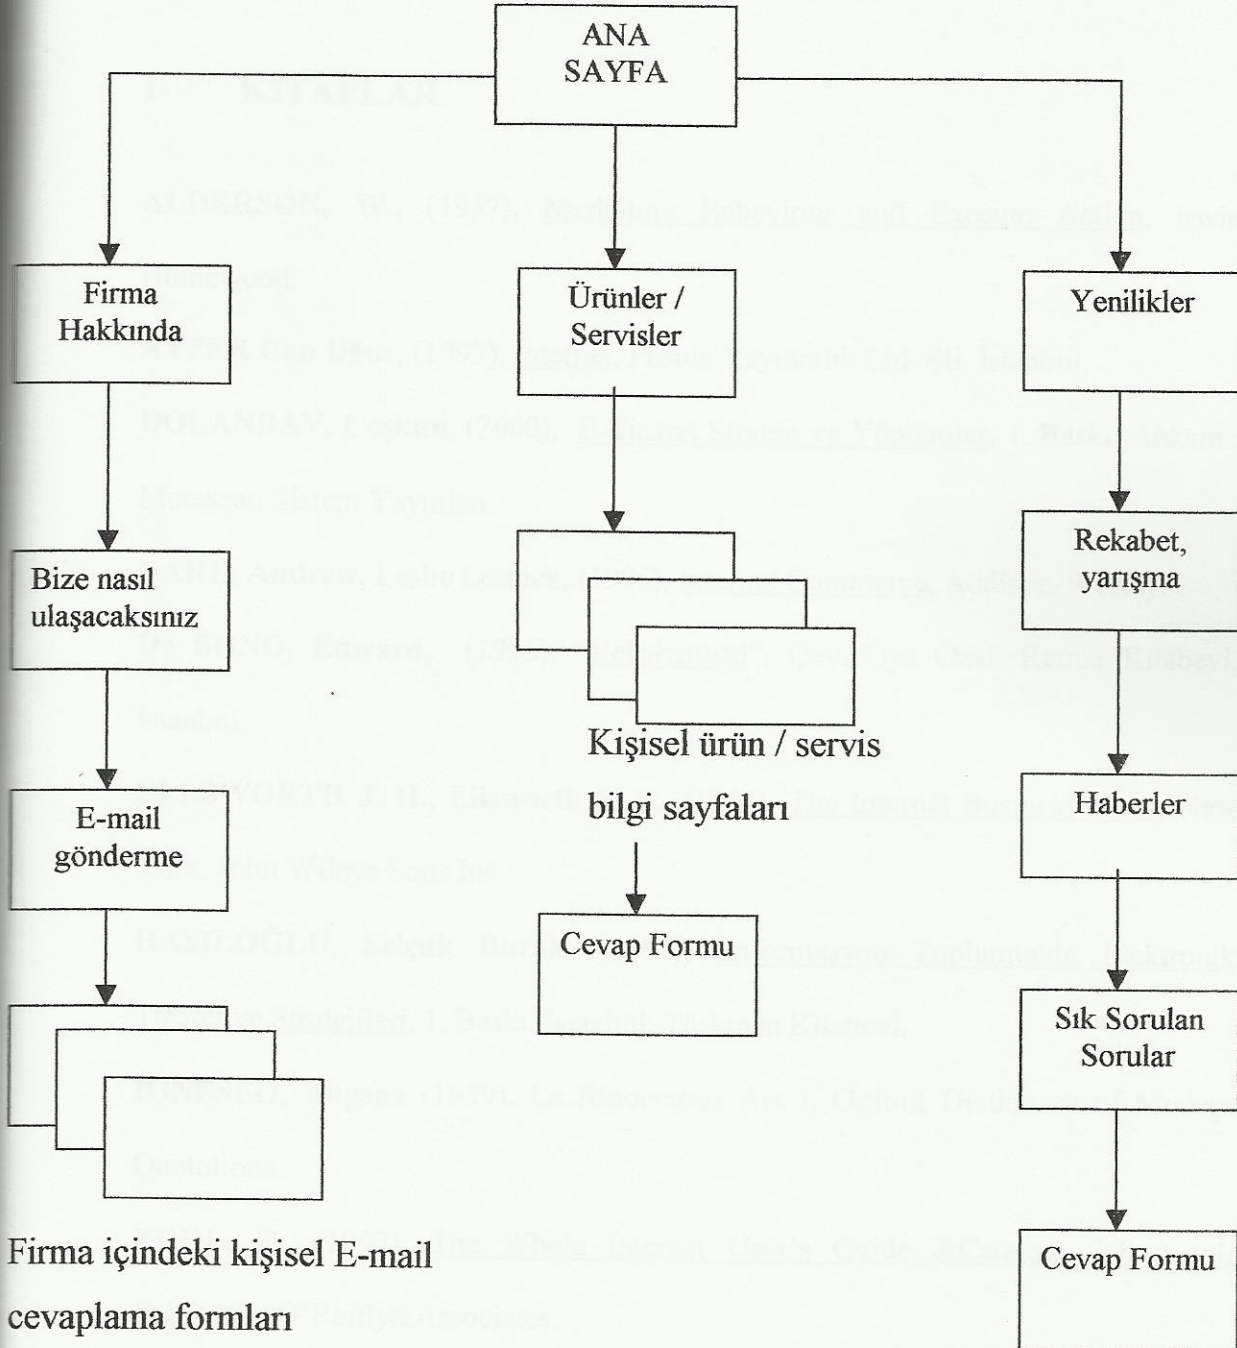 ANA
SAYFA
Firma
Hakkında
Ürünler /
Servisler
Yenilikler
Bize nasıl
ulaşacaksınız
Rekabet,
yarışma
Kişisel ürün / servis
bilgi sayfaları
E-mail
gönderme
Haberler
Cevap Formu
Sık Sorulan
Sorular
Firma içindeki kişisel E-mail
cevaplama formları
Cevap Formu